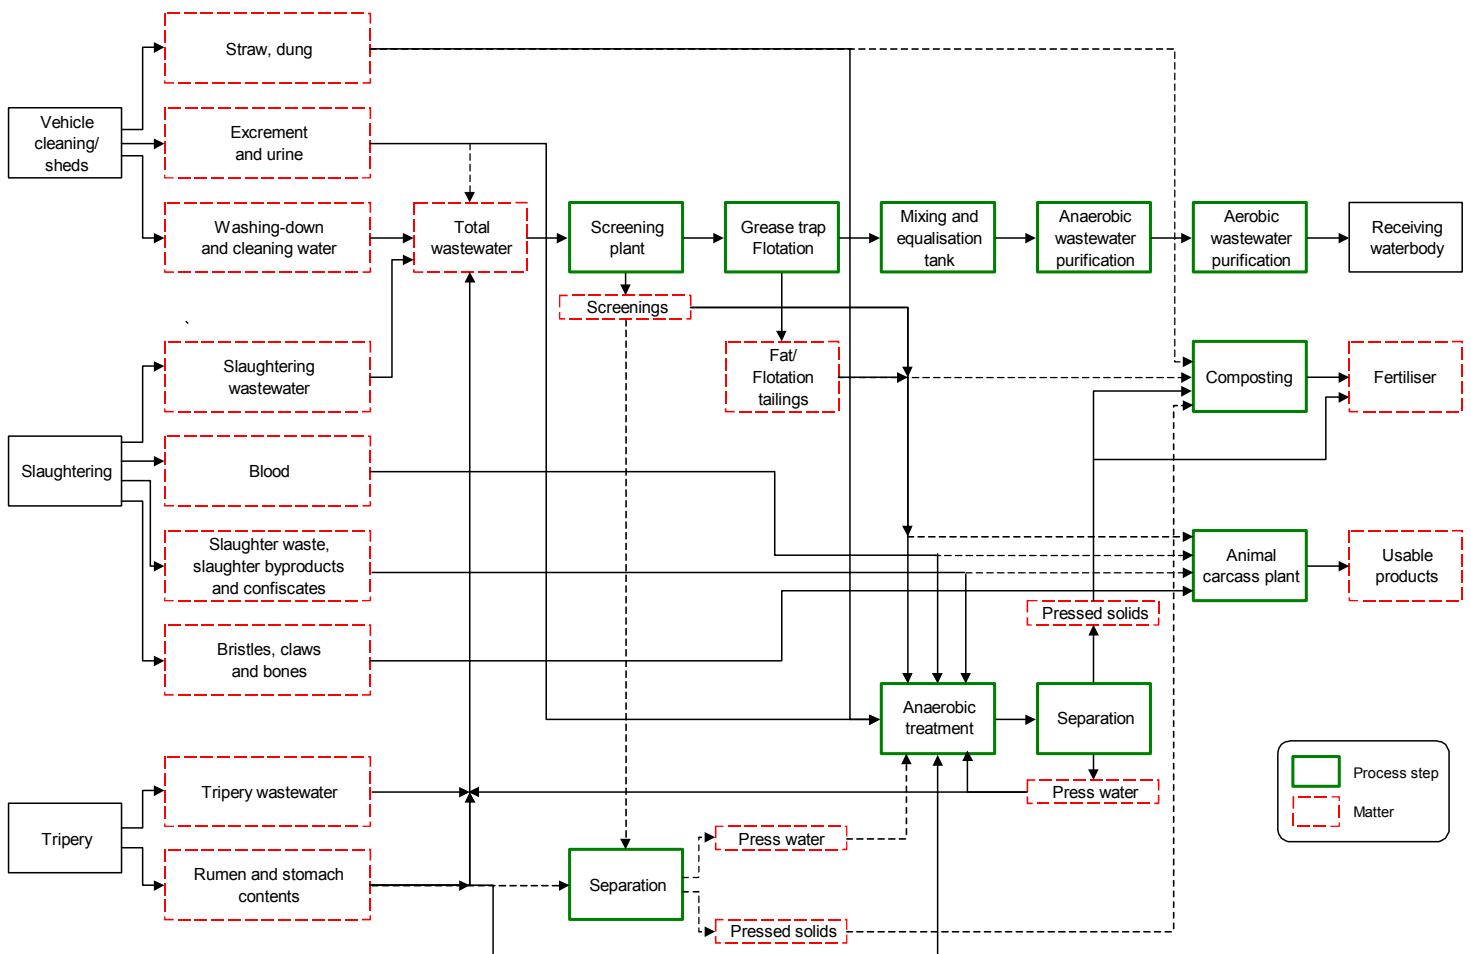 Straw, dung
Vehicle
cleaning/
sheds
Excrement
and urine
Washing-down
and cleaning water
Total
wastewater
Screening
plant
Grease trap
Flotation
Mixing and
equalisation
tank
Anaerobic
wastewater
purification
Aerobic
wastewater
purification
Receiving
waterbody
Screenings
Slaughtering
wastewater
Fat/
Flotation
tailings
Composting
Fertiliser
Slaughtering
Blood
Slaughter waste,
slaughter byproducts
and confiscates
Animal
carcass plant
Usable
products
Pressed solids
Bristles, claws
and bones
Anaerobic
treatment
Separation
Process step
Matter
Tripery wastewater
Press water
Tripery
Press water
Rumen and stomach
contents
Separation
Pressed solids